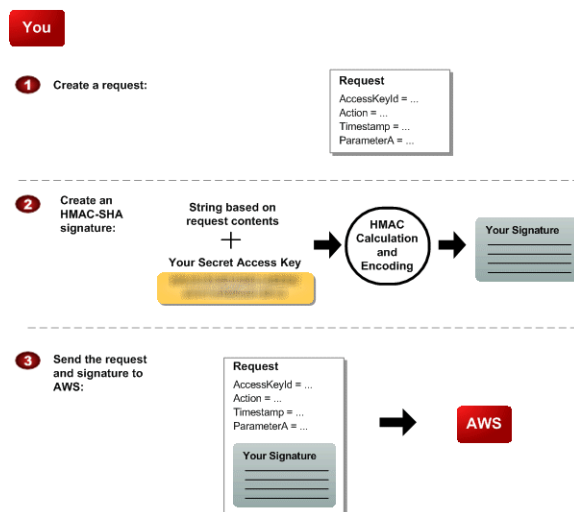 You
1
Create a request:
Request
AccessKeyId = ...
Action = ...
Timestamp = ...
ParameterA = ...
2
Create an
HMAC-SHA
signature:
String based on
request contents
+
Your Secret Access Key
HMAC
Calculation
and
Encoding
Your Signature
3
Send the request
and signature to
AWS:
Request
AccessKeyId = ...
Action = ...
Timestamp = ...
ParameterA = ...
Your Signature
AWS